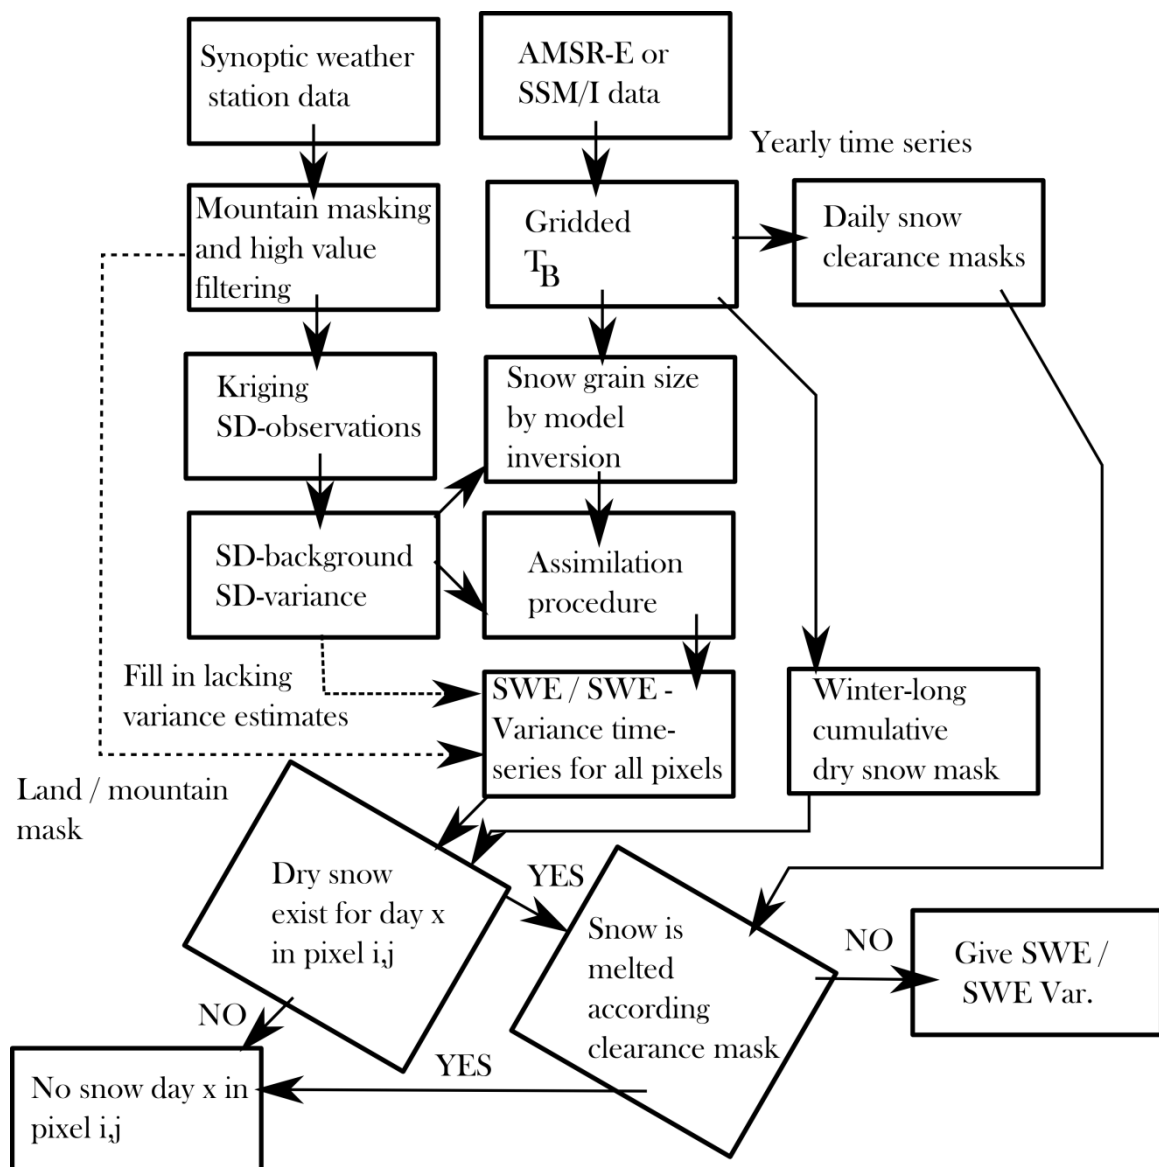 Synoptic weather
station data
AMSR-E or
SSM/I data
Yearly time series
Mountain masking
and high value
filtering
Gridded
TB
Daily snow
clearance masks
Kriging
SD-observations
Snow grain size
by model
inversion
SD-background
SD-variance
Assimilation
procedure
Fill in lacking
variance estimates
SWE / SWE -
Variance time-
series for all pixels
Winter-long
cumulative
dry snow mask
Land / mountain
mask
Dry snow
exist for day x
in pixel i,j
YES
Snow is
melted
according
clearance mask
NO
Give SWE /
SWE Var.
NO
YES
No snow day x in
pixel i,j